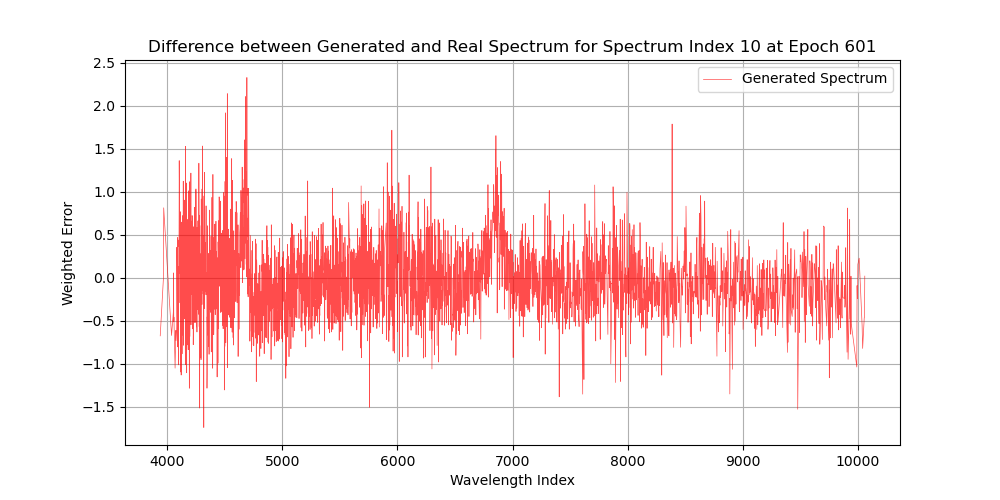 Difference between Generated and Real Spectrum for Spectrum Index 10 at Epoch 601
Generated Spectrum
2.5
2.0
1.5
1.0
0.5
0.0
−0.5
−1.0
−1.5
Weighted Error
4000 5000 6000 7000 8000 9000 10000
Wavelength Index